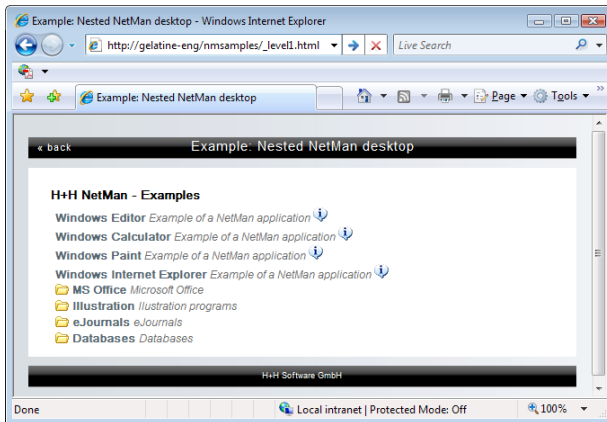 Example: Nested NetMan desktop - Windows Internet Explorer
http://gelatine-eng/nmsamples/_level1.html
Live Search
Example: Nested NetMan desktop
Page
Tools
« back
Example: Nested NetMan desktop
H+H NetMan - Examples
Windows Editor Example of a NetMan application
Windows Calculator Example of a NetMan application
Windows Paint Example of a NetMan application
Windows Internet Explorer Example of a NetMan application
MS Office Microsoft Office
Illustration Ilustration programs
eJournals eJournals
Databases Databases
H+H Software GmbH
Done
Local intranet | Protected Mode: Off
100%